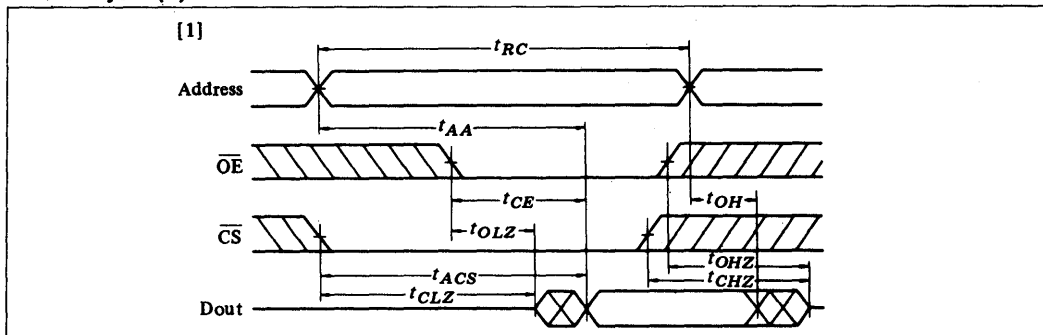 [1]
tRC
Address
tAA
OE
tCE
tOH
tOLZ
CS
tOHZ
tACS
tCHZ
tCLZ
Dout